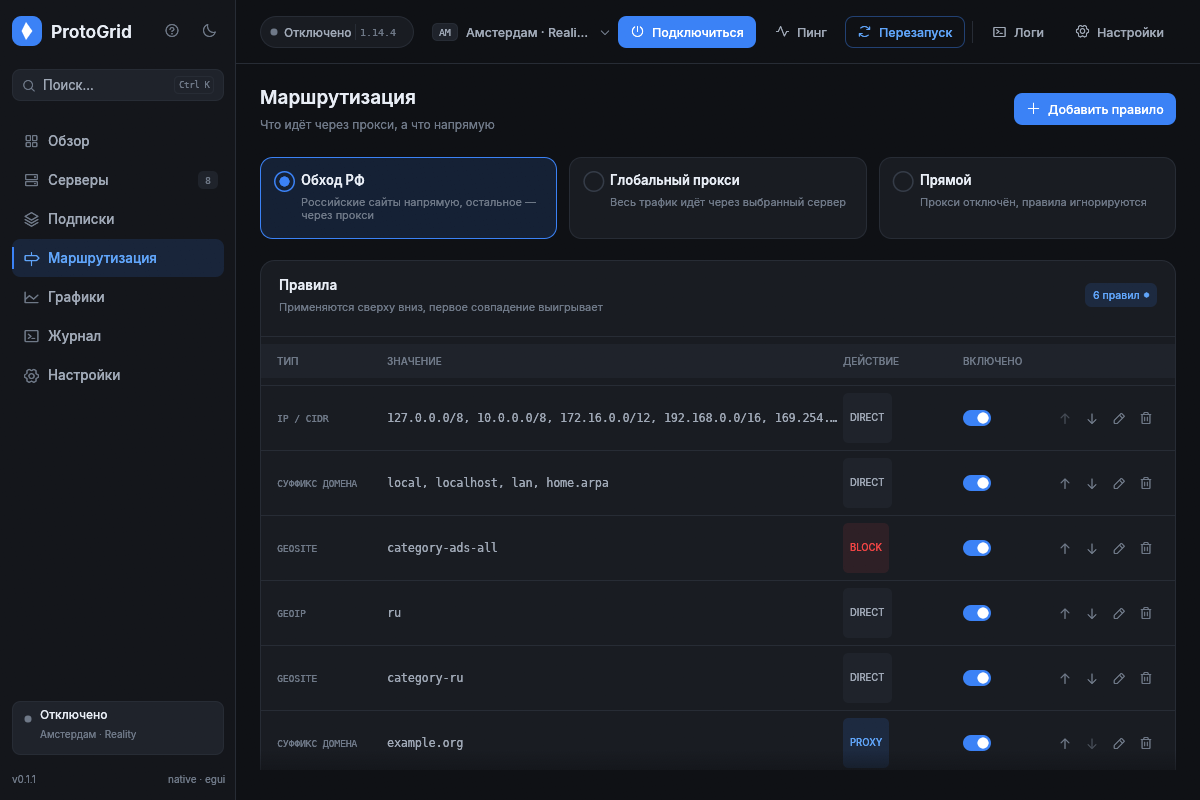 ProtoGrid
Поиск...
Ctrl K
Обзор
Серверы
8
Подписки
Маршрутизация
Графики
Журнал
Настройки
Отключено
Амстердам · Reality
v0.1.1
native · egui
Отключено 1.14.4
AM Амстердам · Reali...
Подключиться
Пинг
Перезапуск
Логи
Настройки
Маршрутизация
Что идёт через прокси, а что напрямую
Добавить правило
Обход РФ
Российские сайты напрямую, остальное —
через прокси
Глобальный прокси
Весь трафик идёт через выбранный сервер
Прямой
Прокси отключён, правила игнорируются
Правила
Применяются сверху вниз, первое совпадение выигрывает
6 правил
ТИП ЗНАЧЕНИЕ ДЕЙСТВИЕ ВКЛЮЧЕНО
IP / CIDR 127.0.0.0/8, 10.0.0.0/8, 172.16.0.0/12, 192.168.0.0/16, 169.254.… DIRECT
СУФФИКС ДОМЕНА local, localhost, lan, home.arpa DIRECT
GEOSITE category-ads-all BLOCK
GEOIP ru DIRECT
GEOSITE category-ru DIRECT
СУФФИКС ДОМЕНА example.org PROXY